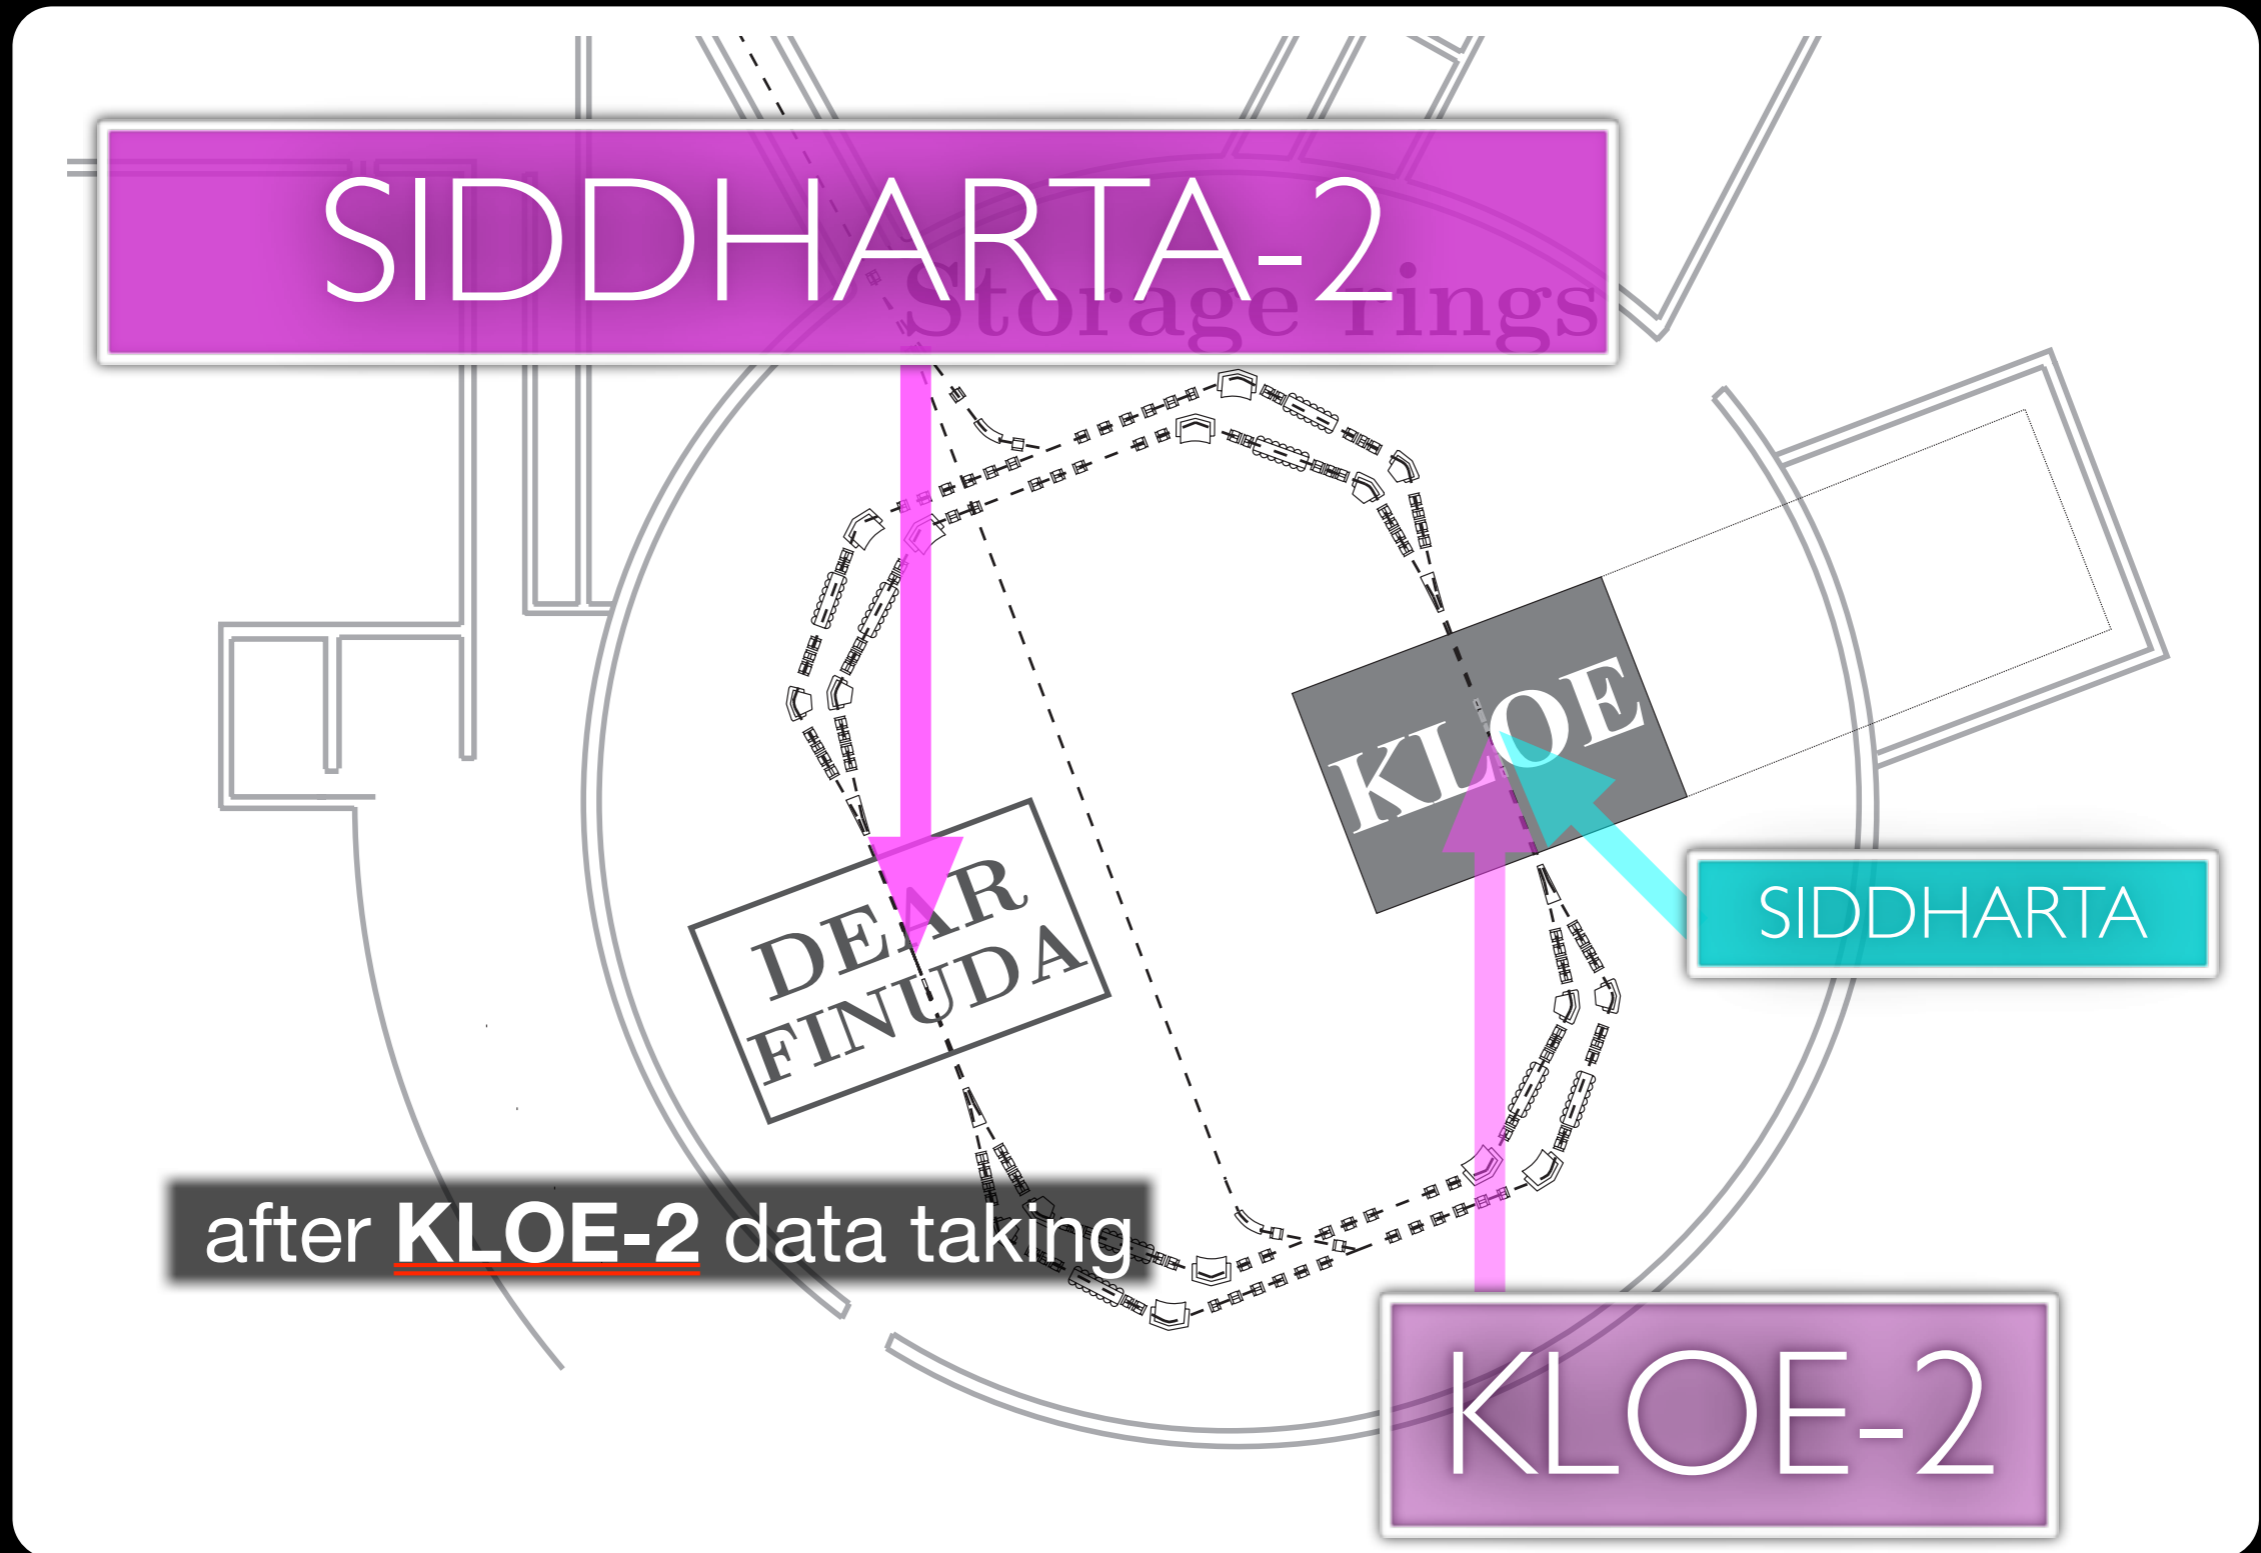 SIDDHARTA-2
Storage rings
KLOE
DEAR
FINUDA
SIDDHARTA
after KLOE-2 data taking
KLOE-2